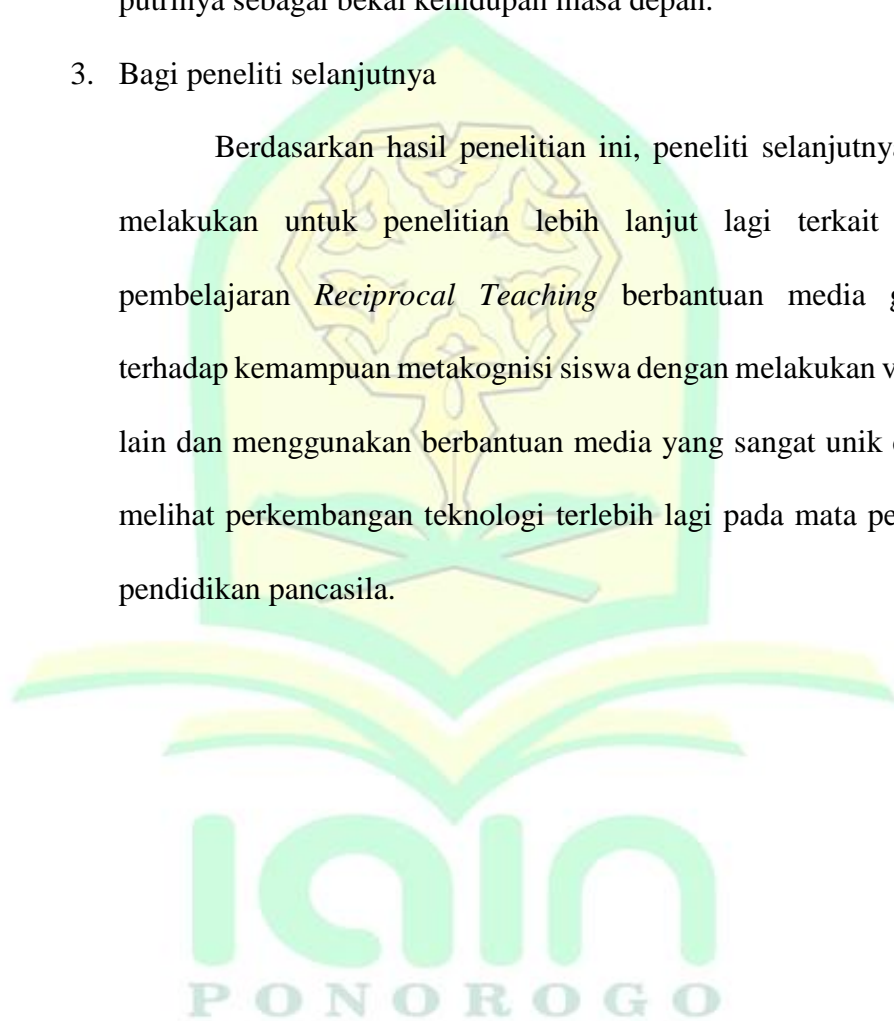 putrinya sebagai bekal kehidupan masa depan.
3. Bagi peneliti selanjutnya
Berdasarkan hasil penelitian ini, peneliti selanjutnya
melakukan untuk penelitian lebih lanjut lagi terkait
pembelajaran Reciprocal Teaching berbantuan media
terhadap kemampuan metakognisi siswa dengan melakukan
lain dan menggunakan berbantuan media yang sangat unik
melihat perkembangan teknologi terlebih lagi pada mata
pendidikan pancasila.
iain
PONOROGO